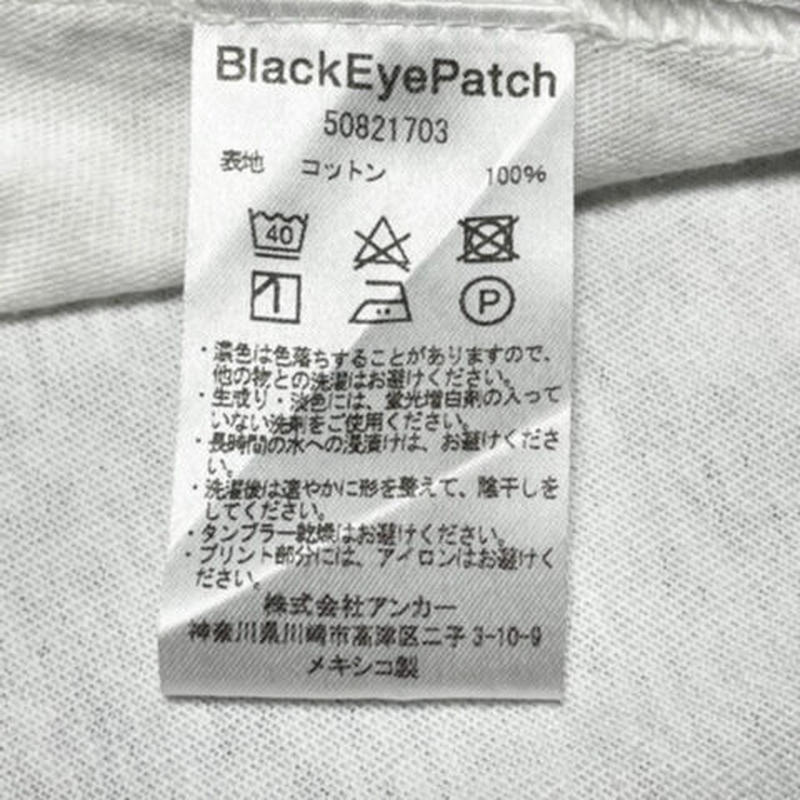 BlackEyePatch
50821703
表地 コットン 100%
40
P
・濃色は色落ちすることがありますので、
他の物との洗濯はお避けください。
・生成り・淡色には、蛍光増白剤の入って
いない洗剤をご使用ください。
・長時間の水への浸漬けは、お避けくださ
い。
・洗濯後は速やかに形を整えて、陰干しを
してください。
・タンブラー乾燥はお避けください。
・プリント部分には、アイロンはお避けく
ださい。
株式会社アンカー
神奈川県川崎市高津区二子 3-10-9
メキシコ製